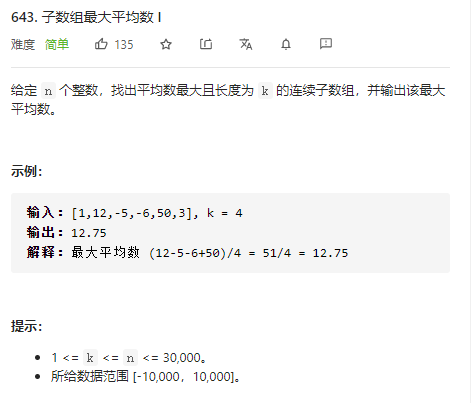 643. 子数组最大平均数 I
难度 简单 135
给定 n 个整数，找出平均数最大且长度为 k 的连续子数组，并输出该最大
平均数。
示例：
输入：[1,12,-5,-6,50,3], k = 4
输出：12.75
解释：最大平均数 (12-5-6+50)/4 = 51/4 = 12.75
提示：
• 1 <= k <= n <= 30,000。
• 所给数据范围 [-10,000，10,000]。